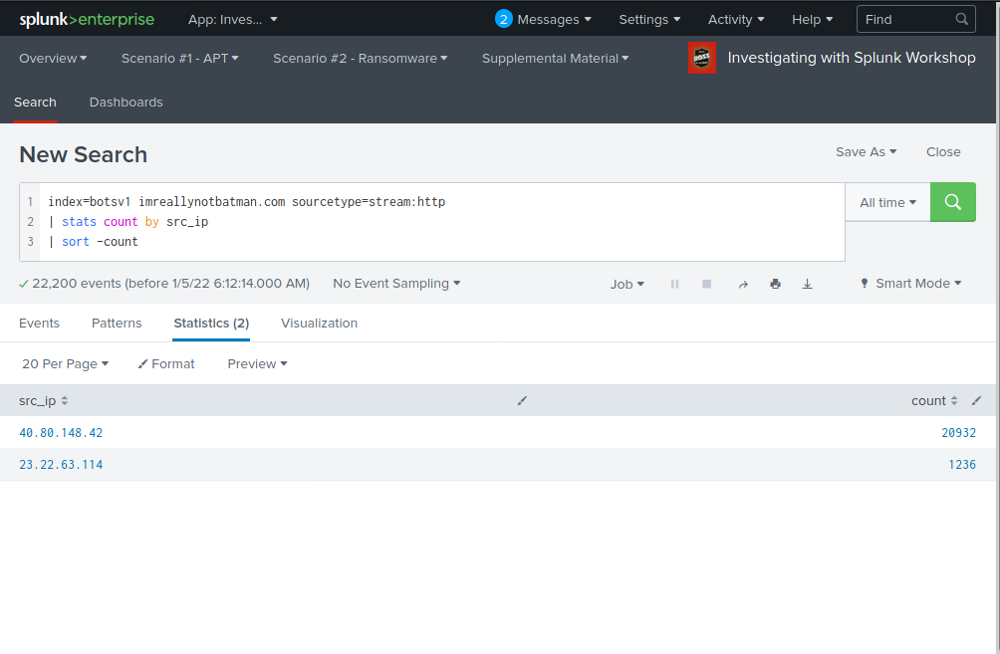 splunk>enterprise App: Inves... 2 Messages Settings Activity Help Find
Overview Scenario #1 - APT Scenario #2 - Ransomware Supplemental Material BOSS Investigating with Splunk Workshop
Search Dashboards
New Search Save As Close
1 index=botsv1 imreallynotbatman.com sourcetype=stream:http All time
2 | stats count by src_ip
3 | sort -count
22,200 events (before 1/5/22 6:12:14.000 AM) No Event Sampling Job Smart Mode
Events Patterns Statistics (2) Visualization
20 Per Page Format Preview
src_ip count
40.80.148.42 20932
23.22.63.114 1236